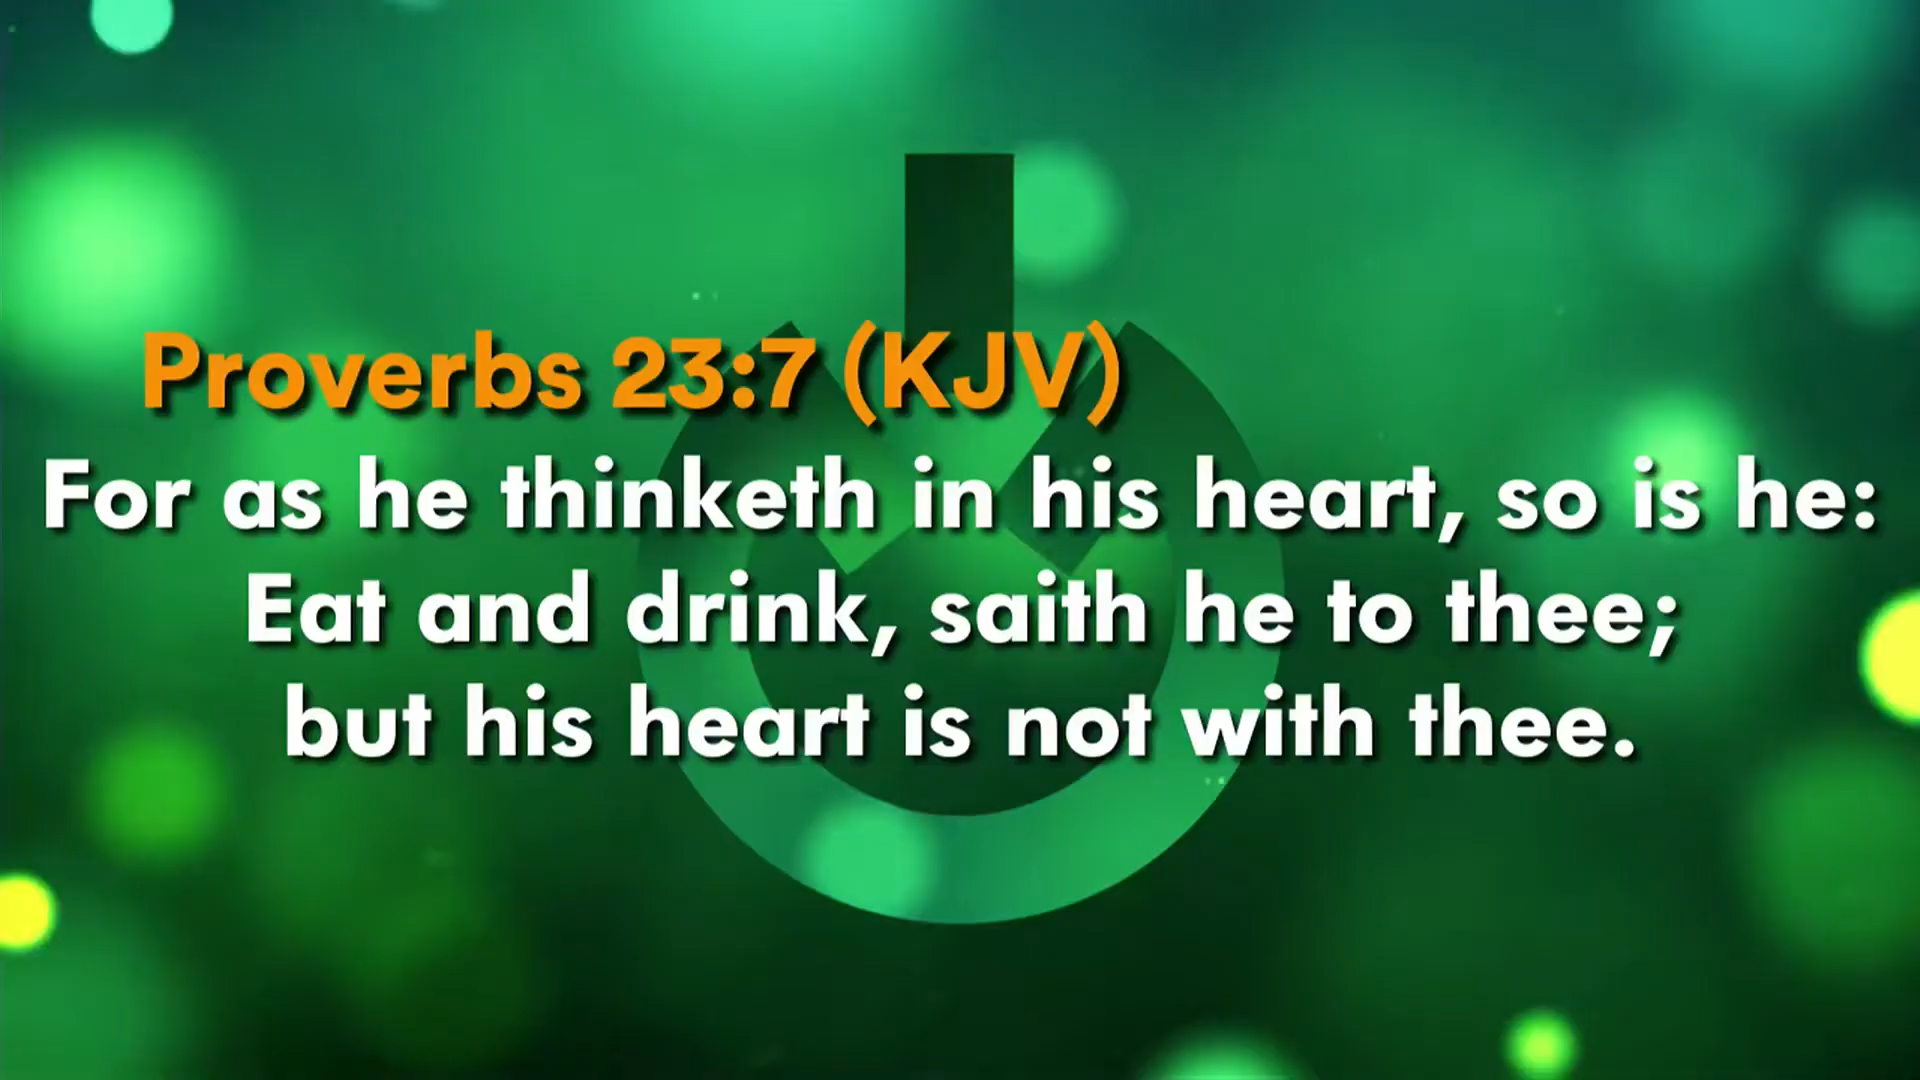 Proverbs 23:7 (KJV)
For as he thinketh in his heart, so is he:
Eat and drink, saith he to thee;
but his heart is not with thee.